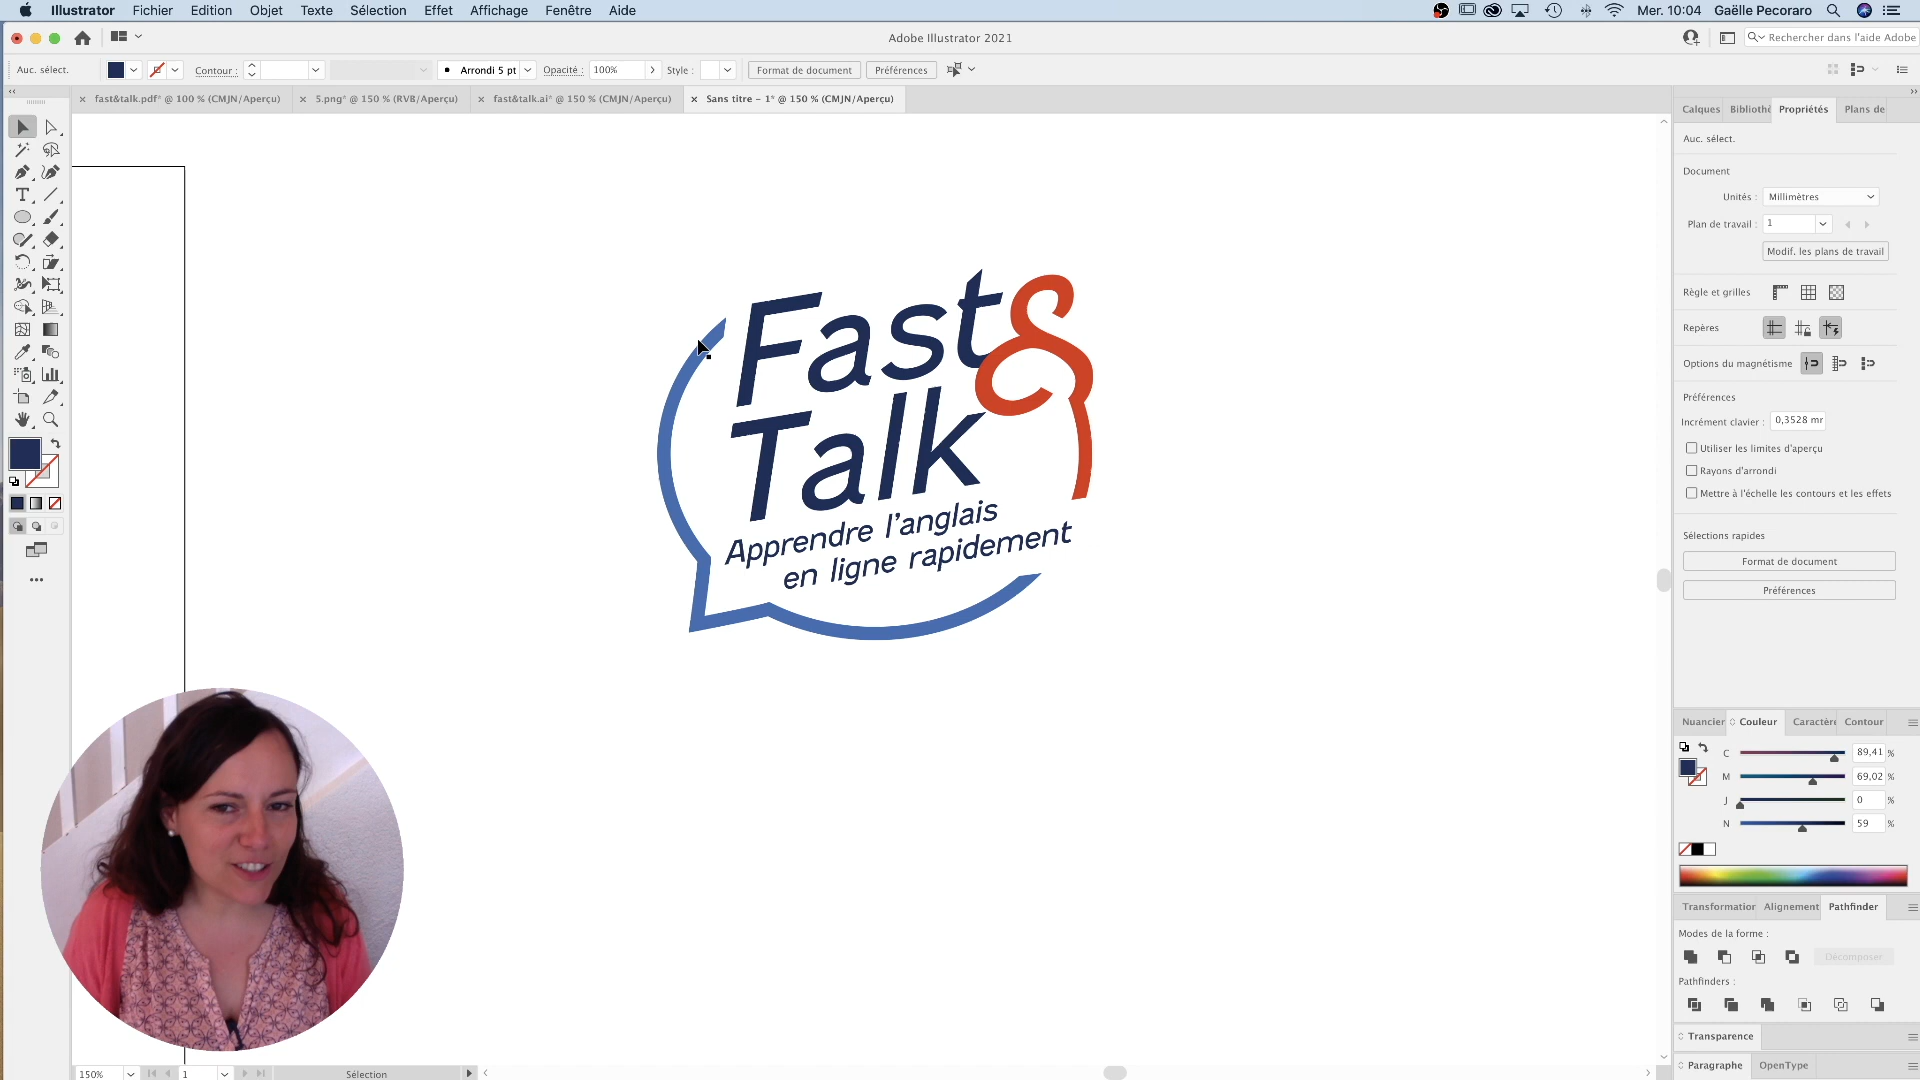 Illustrator Fichier Edition Objet Texte Sélection Effet Affichage Fenêtre Aide
Mer. 10:04 Gaëlle Pecoraro
Adobe Illustrator 2021
Rechercher dans l'aide Adobe
Auc. sélect.
Contour :
Arrondi 5 pt
Opacité : 100%
Style :
Format de document
Préférences
fast&talk.pdf* @ 100 % (CMJN/Aperçu)
5.png* @ 150 % (RVB/Aperçu)
fast&talk.ai* @ 150 % (CMJN/Aperçu)
Sans titre - 1* @ 150 % (CMJN/Aperçu)
Fast&
Talk
Apprendre l'anglais
en ligne rapidement
Calques Bibliothè Propriétés Plans de
Auc. sélect.
Document
Unités : Millimètres
Plan de travail : 1
Modif. les plans de travail
Règle et grilles
Repères
Options du magnétisme
Préférences
Incrément clavier : 0,3528 mr
Utiliser les limites d'aperçu
Rayons d'arrondi
Mettre à l'échelle les contours et les effets
Sélections rapides
Format de document
Préférences
Nuancier Couleur Caractère Contour
C 89,41 %
M 69,02 %
J 0 %
N 59 %
Transformation Alignement Pathfinder
Modes de la forme :
Décomposer
Pathfinders :
Transparence
Paragraphe OpenType
150% 1 Sélection